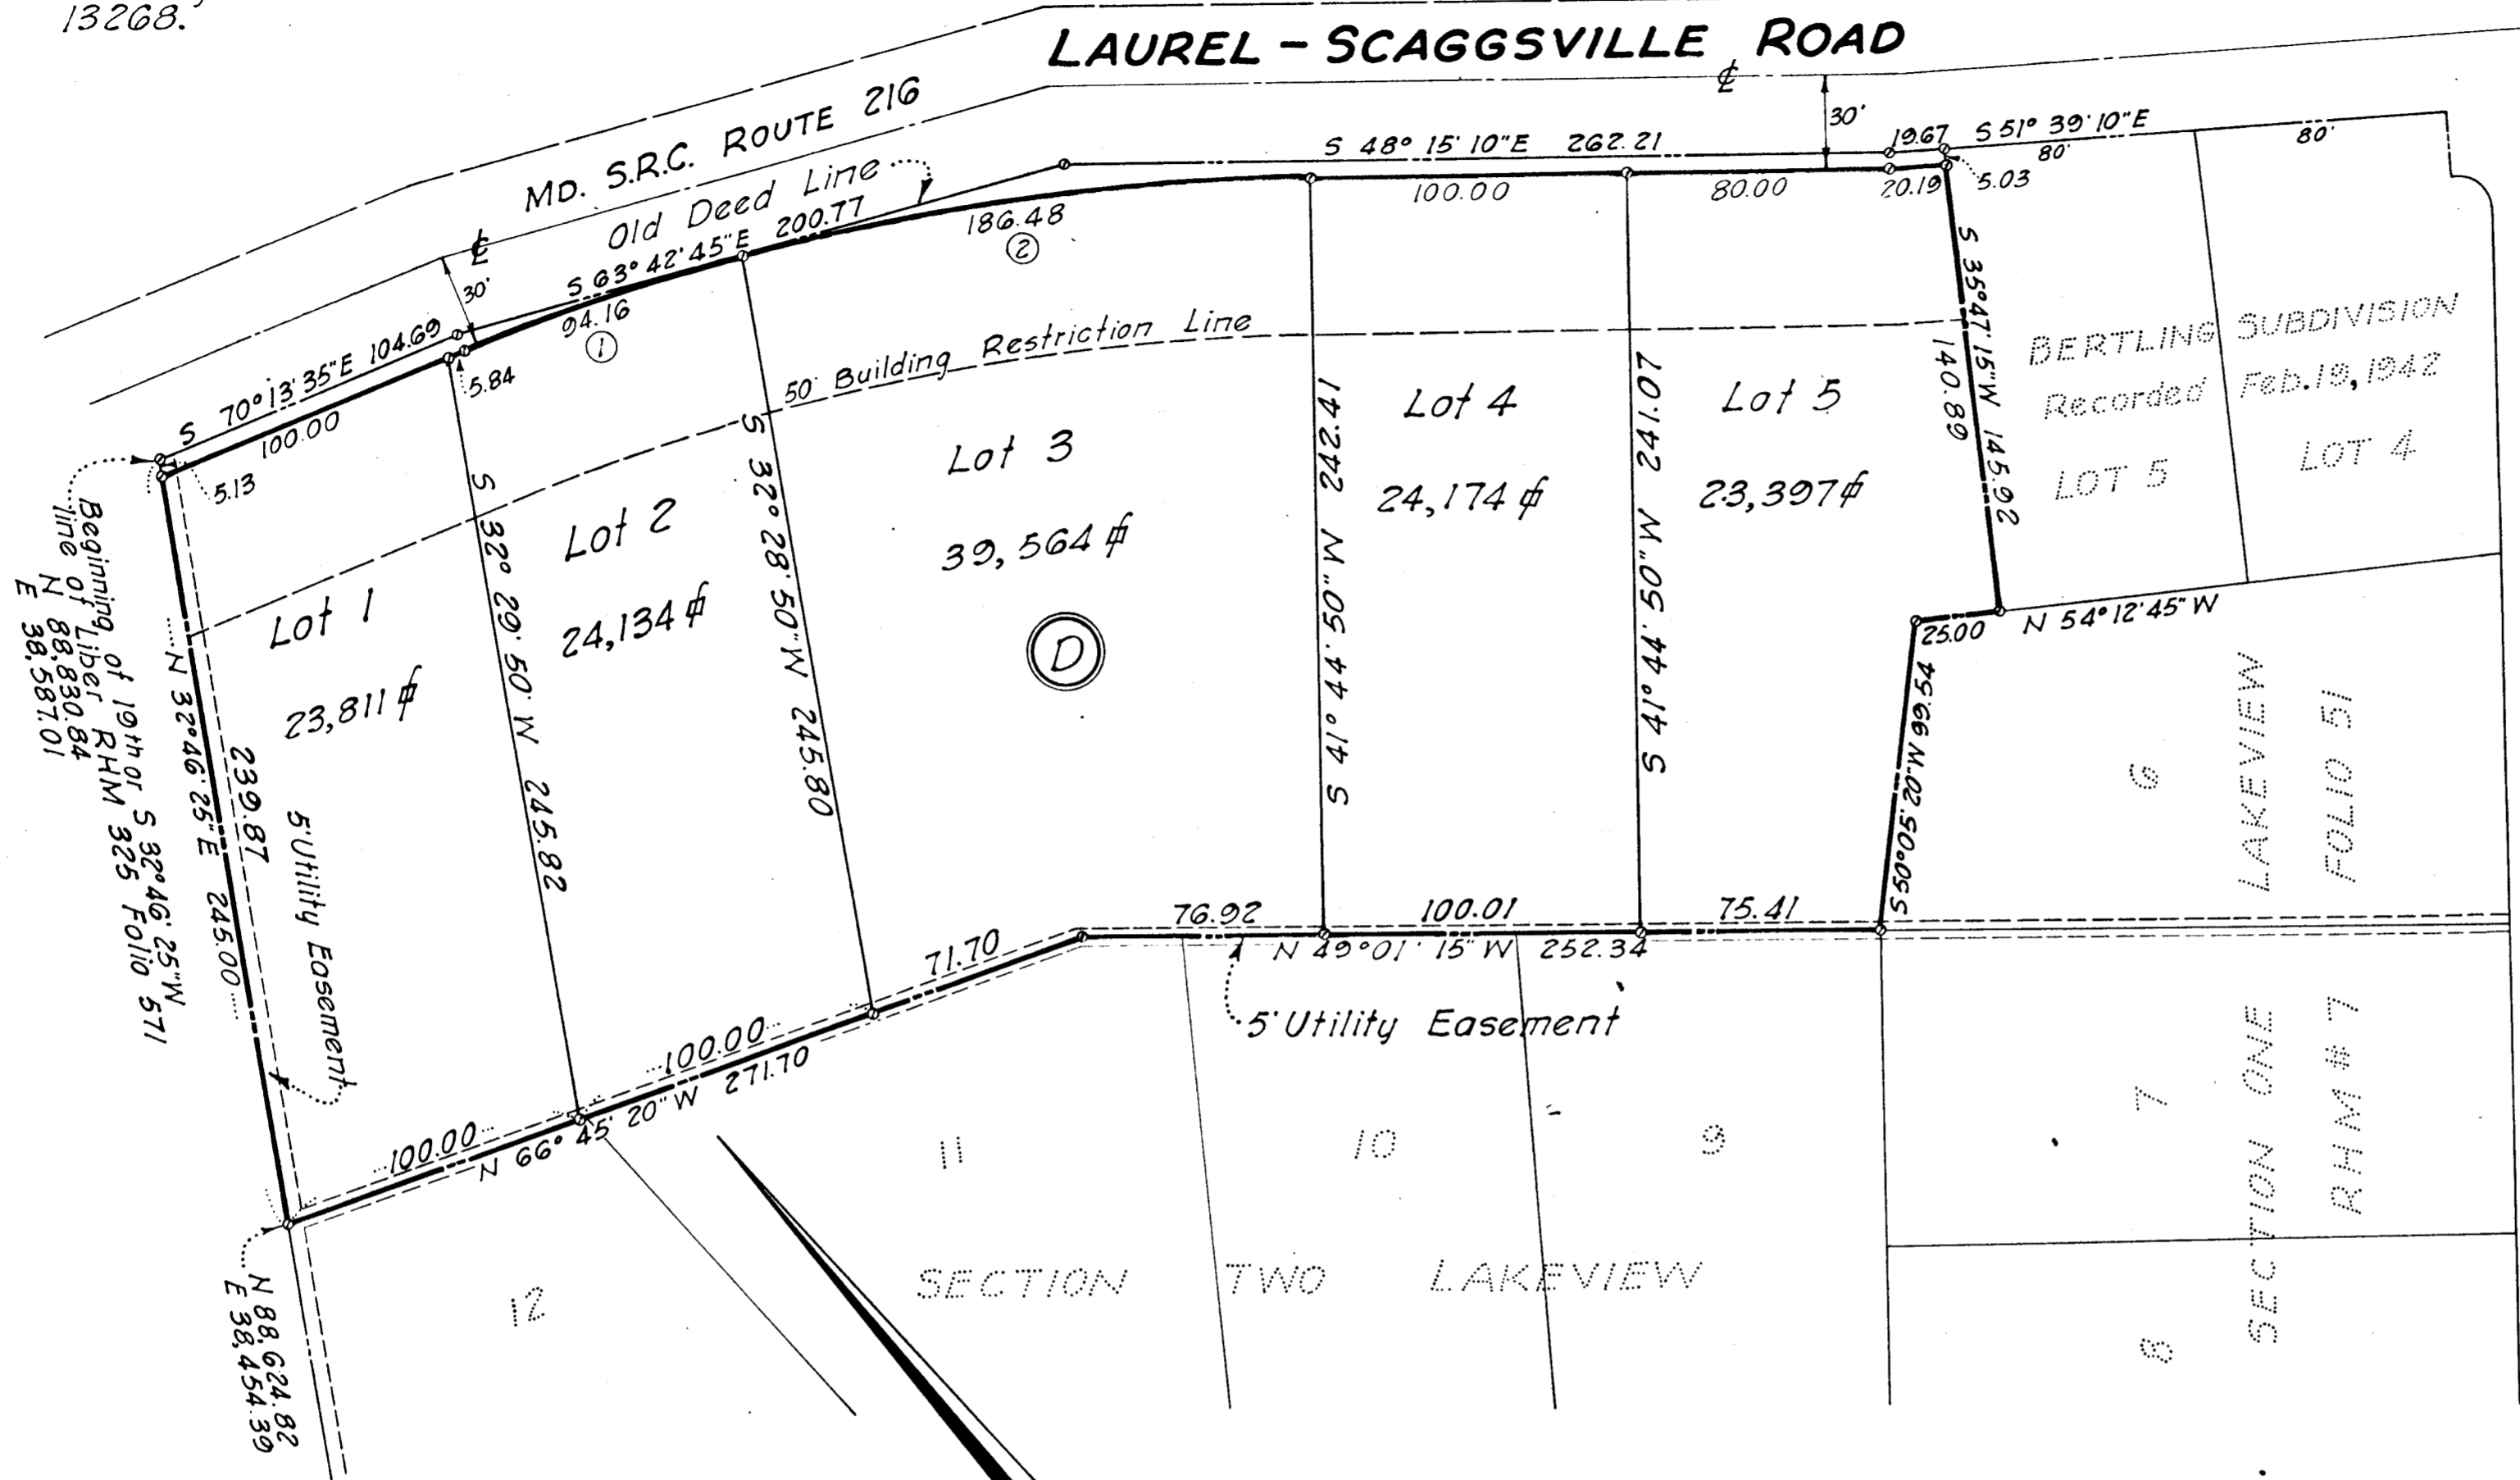 13268.
LAUREL - SCAGGSVILLE ROAD
MD. S.R.C. ROUTE 216
Old Deed Line
℄
℄
30'
30'
S 70° 13' 35" E 104.69
100.00
5.13
5.84
S 63° 42' 45" E 200.77
94.16
①
186.48
②
S 48° 15' 10" E 262.21
100.00
80.00
19.67
20.19
S 51° 39' 10" E
80'
80'
5.03
S 35° 47' 15" W 145.92
140.89
50' Building Restriction Line
BERTLING SUBDIVISION
Recorded Feb. 19, 1942
LOT 5
LOT 4
Lot 1
23,811
Lot 2
24,134
Lot 3
39,564
D
Lot 4
24,174
Lot 5
23,397
S 32° 29' 50" W 245.82
S 32° 28' 50" W 245.80
S 41° 44' 50" W 242.41
S 41° 44' 50" W 241.07
25.00
N 54° 12' 45" W
S 50° 05' 20" W 99.54
Beginning of 19th or S 32° 46' 25" W
line of Liber RHM 325 Folio 571
N 88,830.84
E 38,587.01
N 32° 46' 25" E 245.00
239.87
5' Utility Easement
N 88,624.82
E 38,454.39
100.00
100.00
71.70
N 66° 45' 20" W 271.70
76.92
100.01
75.41
N 49° 01' 15" W 252.34
5' Utility Easement
12
11
10
9
SECTION TWO LAKEVIEW
6
7
8
SECTION ONE LAKEVIEW
RHM # 7 FOLIO 51